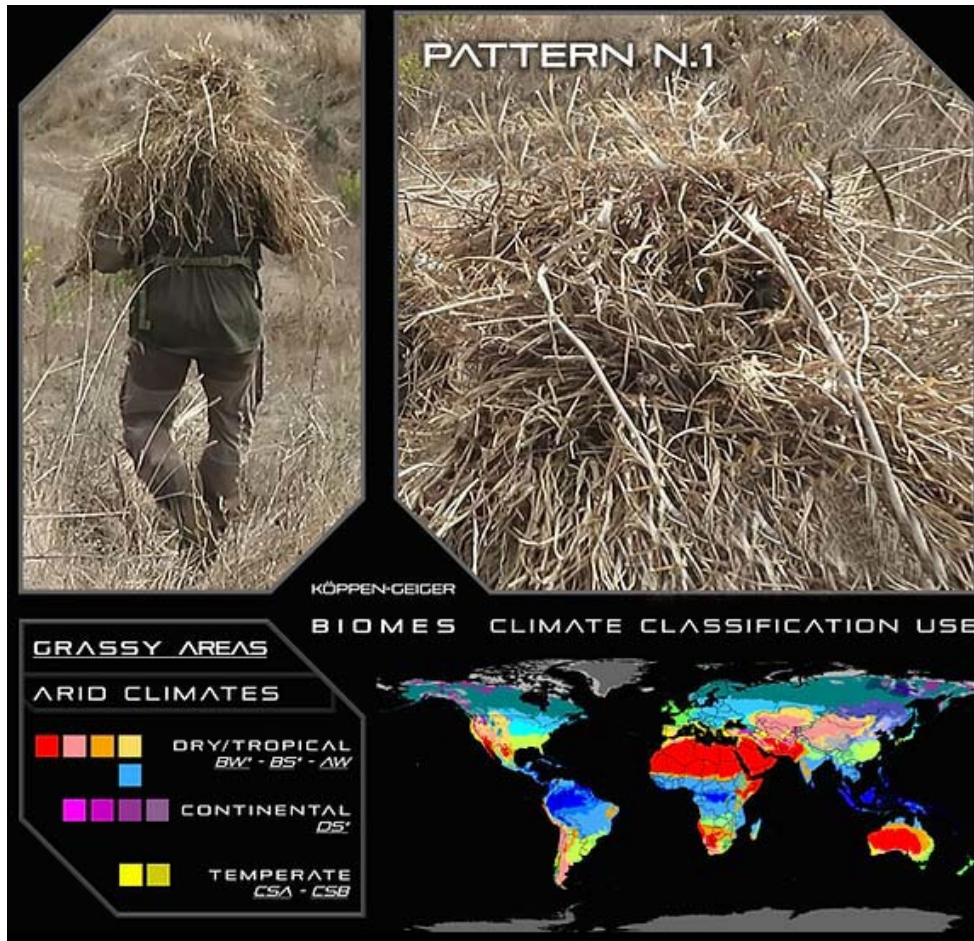 PATTERN N.1
KÖPPEN-GEIGER
BIOMES CLIMATE CLASSIFICATION USE
GRASSY AREAS
ARID CLIMATES
DRY/TROPICAL
BW* - BS* - AW
CONTINENTAL
DS*
TEMPERATE
CSA - CSB